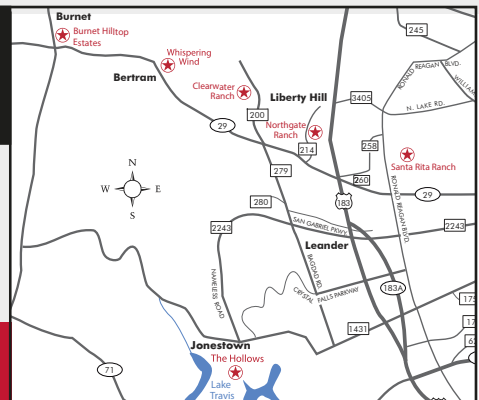 Burnet
Burnet Hilltop
Estates
245
Whispering
Wind
Bertram
RONALD REAGAN BLVD.
Clearwater
Ranch
Liberty Hill
3405
N. LAKE RD.
200
29
Northgate
Ranch
258
214
Santa Rita Ranch
279
260
N
W
E
S
29
183
280
RONALD REAGAN BLVD.
2243
SAN GABRIEL PKWY.
2243
Leander
BAGDAD RD.
NAMELESS ROAD
CRYSTAL FALLS PARKWAY
183A
1431
Jonestown
The Hollows
71
Lake
Travis